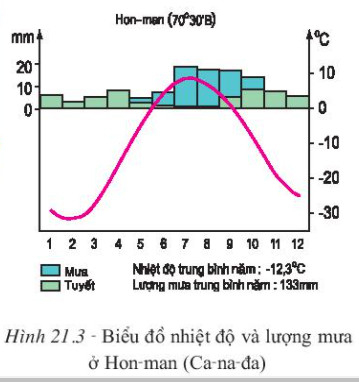 Hon-man (70°30'B)
mm
°C
20
10
0
10
0
-10
-20
-30
1 2 3 4 5 6 7 8 9 10 11 12
Mưa
Nhiệt độ trung bình năm : -12,3°C
Tuyết
Lượng mưa trung bình năm : 133mm
Hình 21.3 - Biểu đồ nhiệt độ và lượng mưa
ở Hon-man (Ca-na-đa)